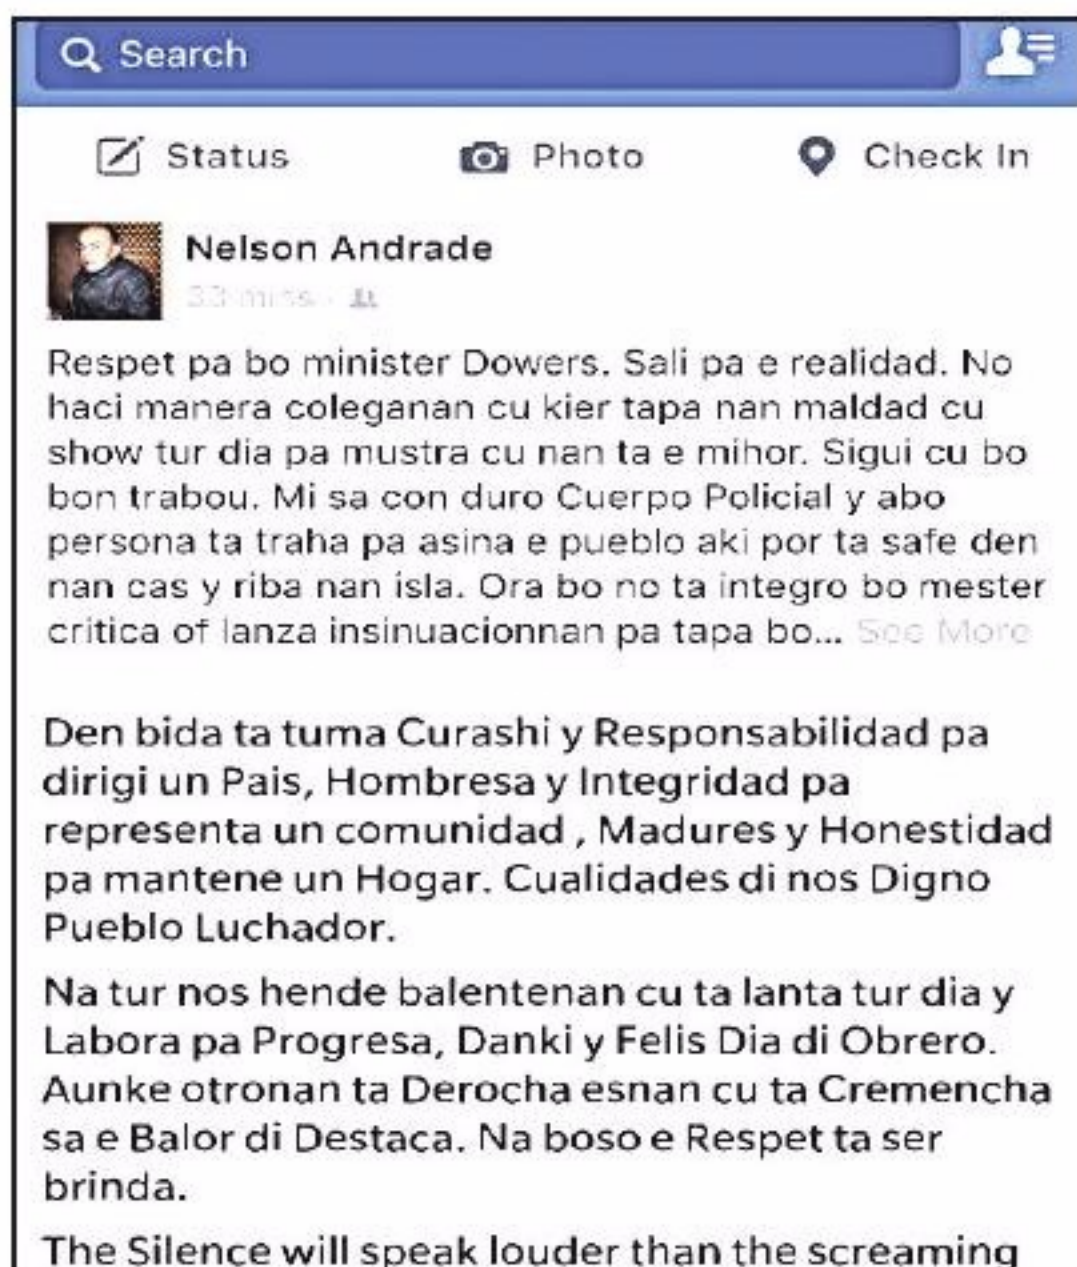 Search
Status Photo Check In
Nelson Andrade
33 mins
Respet pa bo minister Dowers. Sali pa e realidad. No
haci manera coleganan cu kier tapa nan maldad cu
show tur dia pa mustra cu nan ta e mihor. Sigui cu bo
bon trabou. Mi sa con duro Cuerpo Policial y abo
persona ta traha pa asina e pueblo aki por ta safe den
nan cas y riba nan isla. Ora bo no ta integro bo mester
critica of lanza insinuacionnan pa tapa bo... See More
Den bida ta tuma Curashi y Responsabilidad pa
dirigi un Pais, Hombresa y Integridad pa
representa un comunidad , Madures y Honestidad
pa mantene un Hogar. Cualidades di nos Digno
Pueblo Luchador.
Na tur nos hende balentenan cu ta lanta tur dia y
Labora pa Progresa, Danki y Felis Dia di Obrero.
Aunke otronan ta Derocha esnan cu ta Cremencha
sa e Balor di Destaca. Na boso e Respet ta ser
brinda.
The Silence will speak louder than the screaming